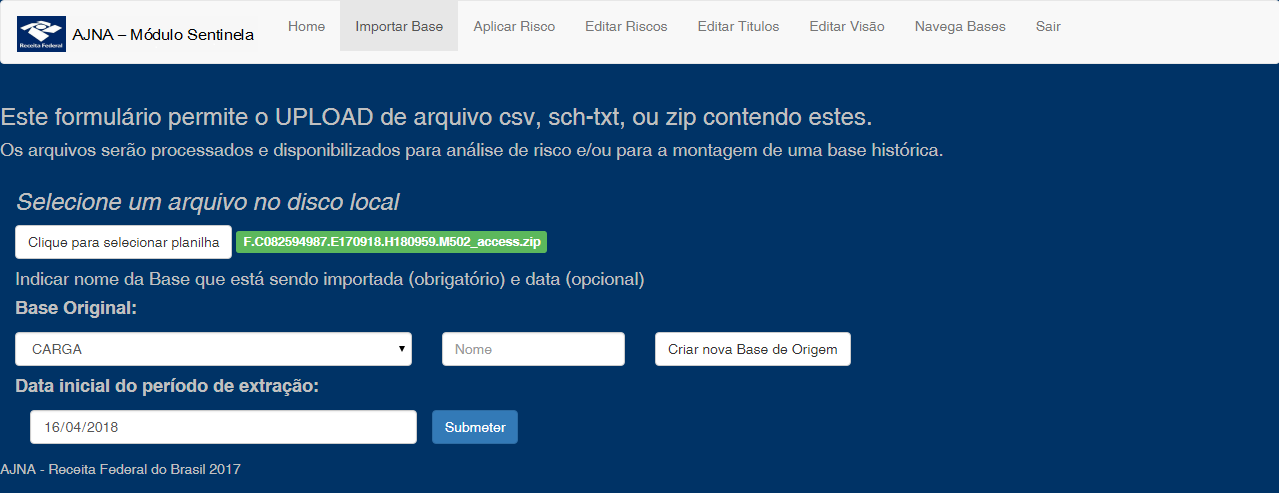 Receita Federal
AJNA – Módulo Sentinela
Home
Importar Base
Aplicar Risco
Editar Riscos
Editar Titulos
Editar Visão
Navega Bases
Sair
Este formulário permite o UPLOAD de arquivo csv, sch-txt, ou zip contendo estes.
Os arquivos serão processados e disponibilizados para análise de risco e/ou para a montagem de uma base histórica.
Selecione um arquivo no disco local
Clique para selecionar planilha
F.C082594987.E170918.H180959.M502_access.zip
Indicar nome da Base que está sendo importada (obrigatório) e data (opcional)
Base Original:
CARGA
Nome
Criar nova Base de Origem
Data inicial do período de extração:
16/04/2018
Submeter
AJNA - Receita Federal do Brasil 2017